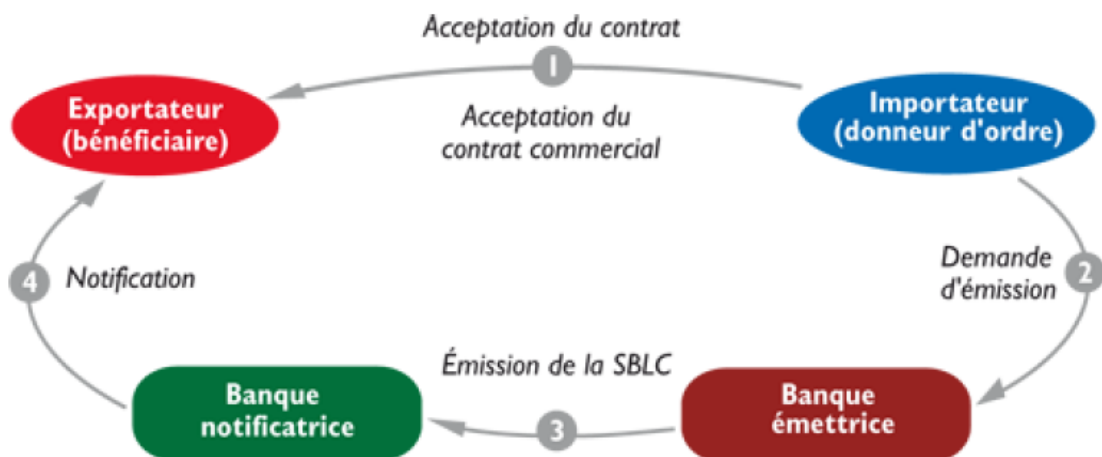 Acceptation du contrat
1
Exportateur
(bénéficiaire)
Importateur
(donneur d'ordre)
Acceptation du
contrat commercial
4
Notification
Demande
d'émission
2
Émission de la SBLC
Banque
notificatrice
3
Banque
émettrice